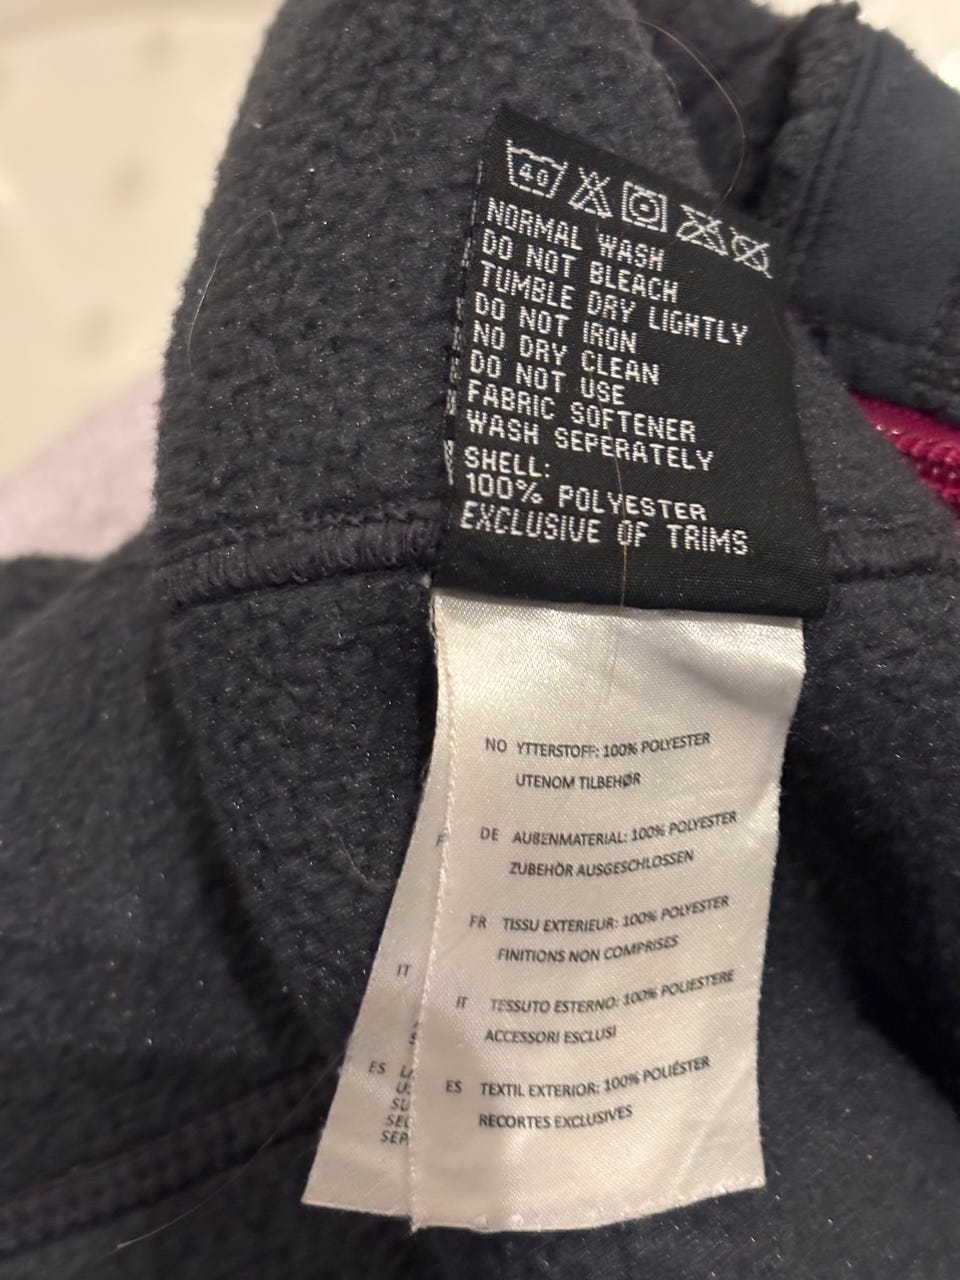 40
NORMAL WASH
DO NOT BLEACH
TUMBLE DRY LIGHTLY
DO NOT IRON
NO DRY CLEAN
DO NOT USE
FABRIC SOFTENER
WASH SEPERATELY
SHELL:
100% POLYESTER
EXCLUSIVE OF TRIMS
NO YTTERSTOFF: 100% POLYESTER
UTENOM TILBEHØR
DE AUßENMATERIAL: 100% POLYESTER
ZUBEHÖR AUSGESCHLOSSEN
FR TISSU EXTERIEUR: 100% POLYESTER
FINITIONS NON COMPRISES
IT TESSUTO ESTERNO: 100% POLIESTERE
ACCESSORI ESCLUSI
ES TEXTIL EXTERIOR: 100% POLIÉSTER
RECORTES EXCLUSIVES
IT
ES